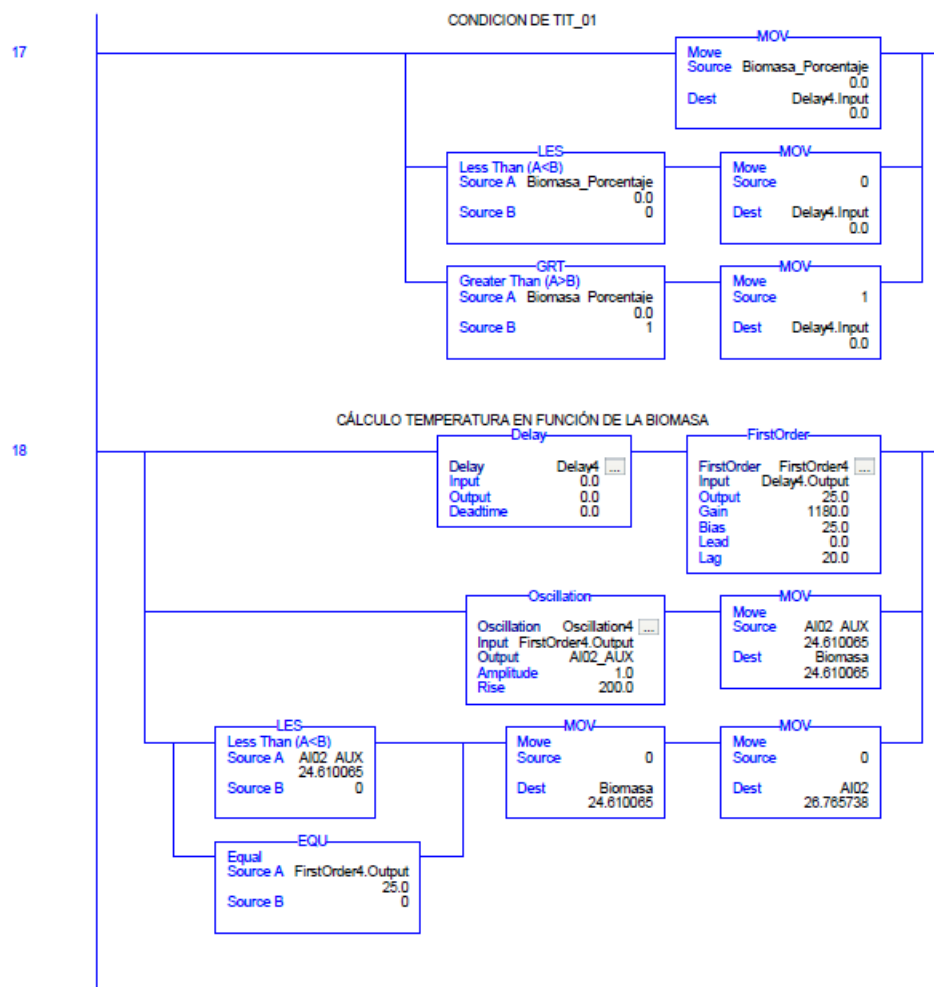 CONDICION DE TIT_01
17
MOV
Move
Source Biomasa_Porcentaje
0.0
Dest Delay4.Input
0.0
LES
Less Than (A<B)
Source A Biomasa_Porcentaje
0.0
Source B 0
MOV
Move
Source 0
Dest Delay4.Input
0.0
GRT
Greater Than (A>B)
Source A Biomasa_Porcentaje
0.0
Source B 1
MOV
Move
Source 1
Dest Delay4.Input
0.0
CÁLCULO TEMPERATURA EN FUNCIÓN DE LA BIOMASA
18
Delay
Delay Delay4 ...
Input 0.0
Output 0.0
Deadtime 0.0
FirstOrder
FirstOrder FirstOrder4 ...
Input Delay4.Output
Output 25.0
Gain 1180.0
Bias 25.0
Lead 0.0
Lag 20.0
Oscillation
Oscillation Oscillation4 ...
Input FirstOrder4.Output
Output AI02_AUX
Amplitude 1.0
Rise 200.0
MOV
Move
Source AI02_AUX
24.610065
Dest Biomasa
24.610065
LES
Less Than (A<B)
Source A AI02_AUX
24.610065
Source B 0
MOV
Move
Source 0
Dest Biomasa
24.610065
MOV
Move
Source 0
Dest AI02
26.765738
EQU
Equal
Source A FirstOrder4.Output
25.0
Source B 0